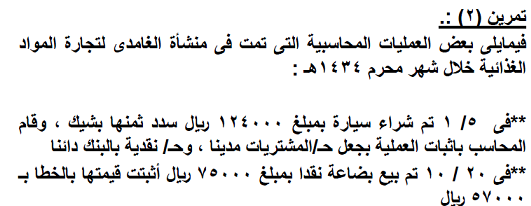 تمرين (٢) :.
فيمايلى بعض العمليات المحاسبية التى تمت فى منشأة الغامدى لتجارة المواد
الغذائية خلال شهر محرم ١٤٣٤هـ :
**فى ٥/ ١ تم شراء سيارة بمبلغ ١٢٤٠٠٠ ريال سدد ثمنها بشيك ، وقام
المحاسب باثبات العملية بجعل حـ/المشتريات مدينا ، وحـ/ نقدية بالبنك دائنا
**فى ٢٠ / ١٠ تم بيع بضاعة نقدا بمبلغ ٧٥٠٠٠ ريال أثبتت قيمتها بالخطا بـ
٥٧٠٠٠ ريال